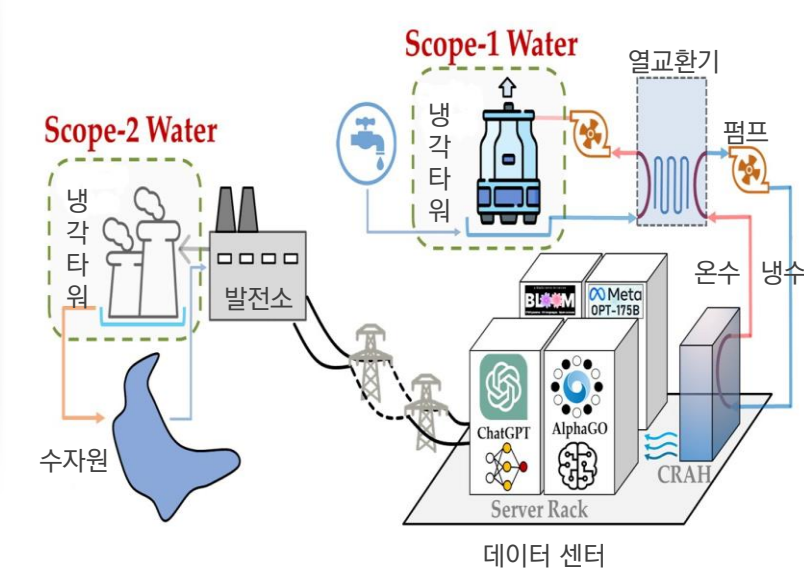 Scope-1 Water
열교환기
냉
각
타
워
펌프
Scope-2 Water
냉
각
타
워
발전소
온수
냉수
BLOOM
Meta
OPT-175B
ChatGPT
AlphaGO
CRAH
수자원
Server Rack
데이터 센터